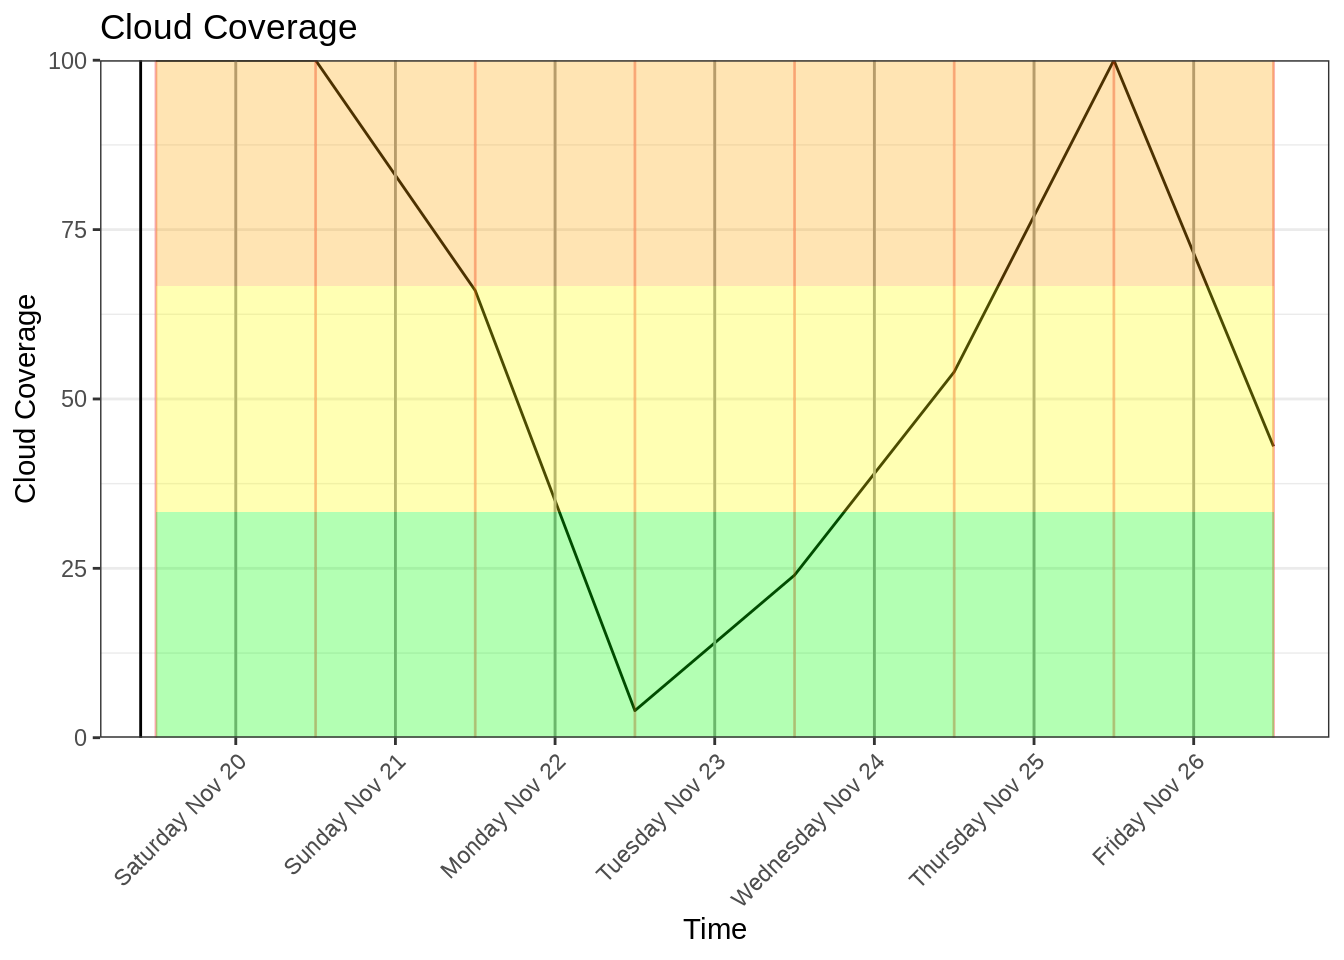 Cloud Coverage
Cloud Coverage
100
75
50
25
0
Saturday Nov 20
Sunday Nov 21
Monday Nov 22
Tuesday Nov 23
Wednesday Nov 24
Thursday Nov 25
Friday Nov 26
Time